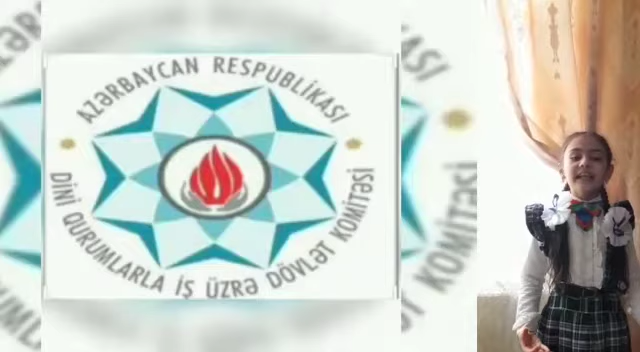 AZƏRBAYCAN RESPUBLİKASI
DİNİ QURUMLARLA İŞ ÜZRƏ DÖVLƏT KOMİTƏSİ